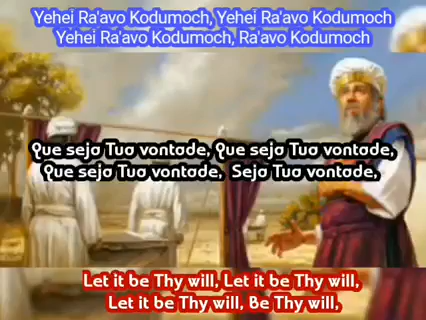 Yehei Ra'avo Kodumoch, Yehei Ra'avo Kodumoch
Yehei Ra'avo Kodumoch, Ra'avo Kodumoch
Que seja Tua vontade, Que seja Tua vontade,
Que seja Tua vontade, Seja Tua vontade,
Let it be Thy will, Let it be Thy will,
Let it be Thy will, Be Thy will,